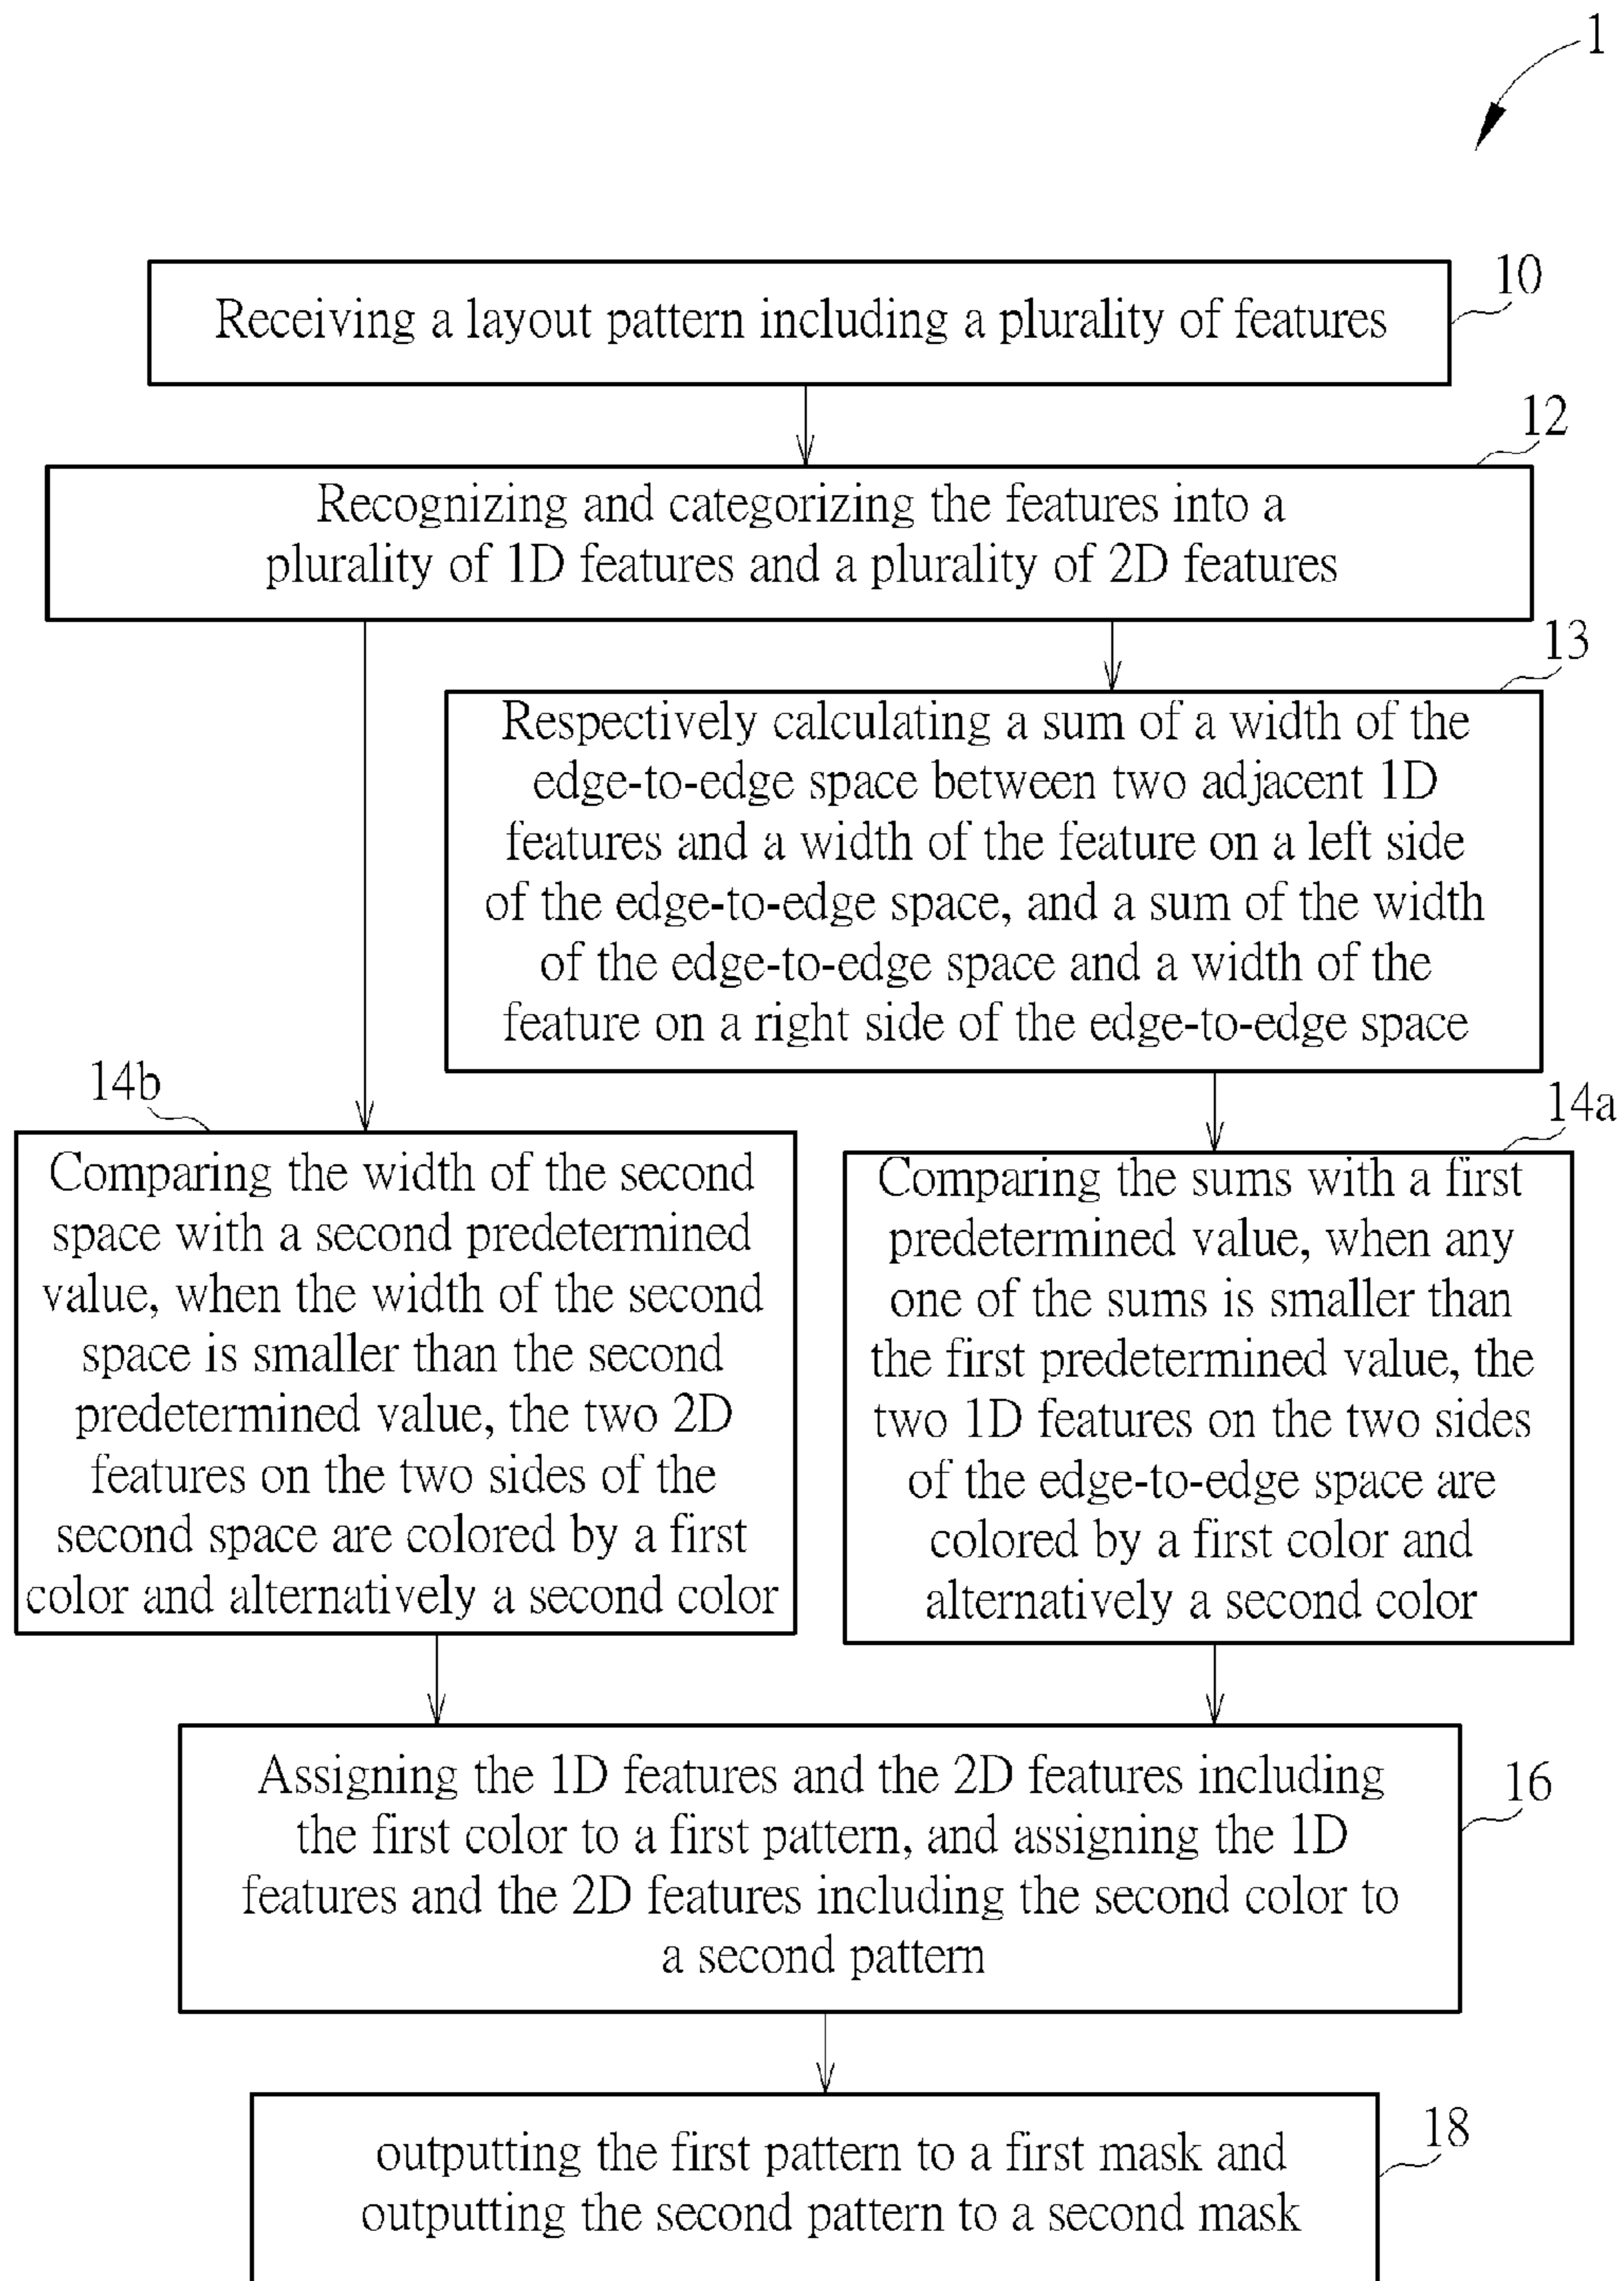 1
10
Receiving a layout pattern including a plurality of features
12
Recognizing and categorizing the features into a
plurality of 1D features and a plurality of 2D features
13
Respectively calculating a sum of a width of the
edge-to-edge space between two adjacent 1D
features and a width of the feature on a left side
of the edge-to-edge space, and a sum of the width
of the edge-to-edge space and a width of the
feature on a right side of the edge-to-edge space
14b
Comparing the width of the second
space with a second predetermined
value, when the width of the second
space is smaller than the second
predetermined value, the two 2D
features on the two sides of the
second space are colored by a first
color and alternatively a second color
14a
Comparing the sums with a first
predetermined value, when any
one of the sums is smaller than
the first predetermined value, the
two 1D features on the two sides
of the edge-to-edge space are
colored by a first color and
alternatively a second color
16
Assigning the 1D features and the 2D features including
the first color to a first pattern, and assigning the 1D
features and the 2D features including the second color to
a second pattern
18
outputting the first pattern to a first mask and
outputting the second pattern to a second mask